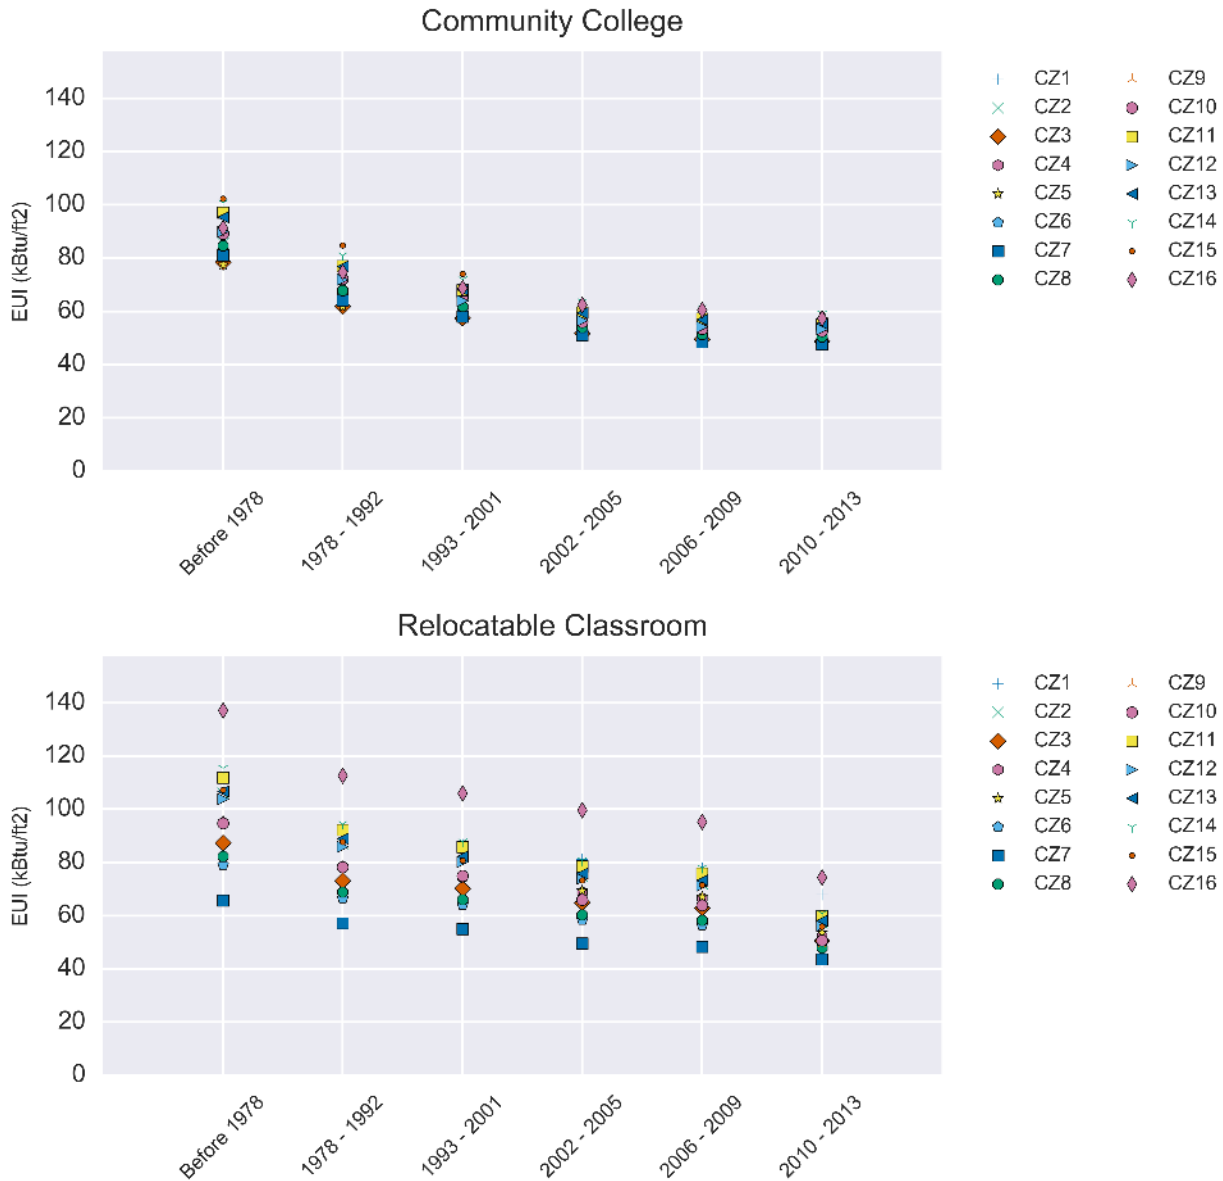 Community College
EUI (kBtu/ft2)
140
120
100
80
60
40
20
0
Before 1978
1978 - 1992
1993 - 2001
2002 - 2005
2006 - 2009
2010 - 2013
CZ1
CZ2
CZ3
CZ4
CZ5
CZ6
CZ7
CZ8
CZ9
CZ10
CZ11
CZ12
CZ13
CZ14
CZ15
CZ16
Relocatable Classroom
EUI (kBtu/ft2)
140
120
100
80
60
40
20
0
Before 1978
1978 - 1992
1993 - 2001
2002 - 2005
2006 - 2009
2010 - 2013
CZ1
CZ2
CZ3
CZ4
CZ5
CZ6
CZ7
CZ8
CZ9
CZ10
CZ11
CZ12
CZ13
CZ14
CZ15
CZ16